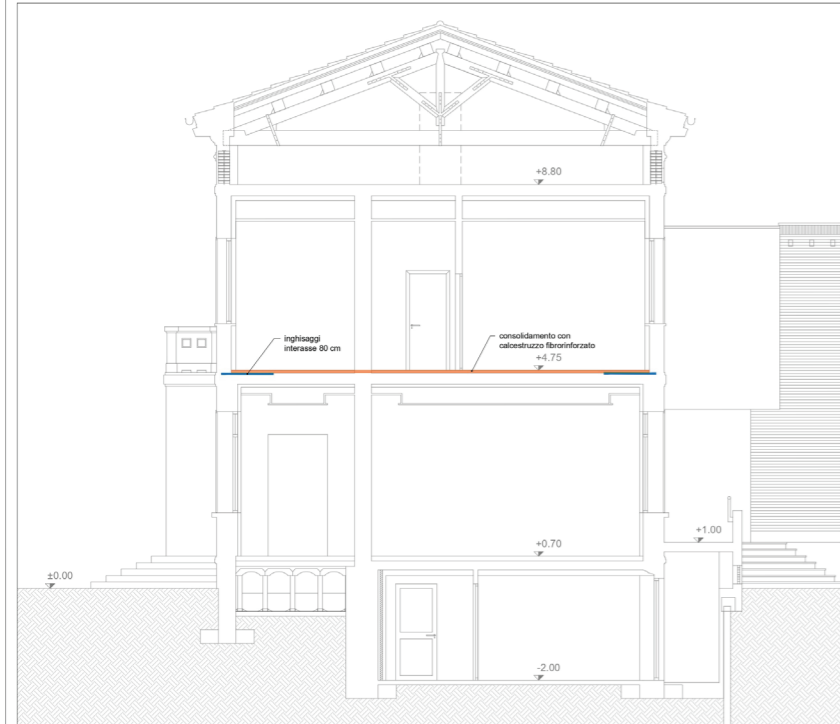 +8.80
inghisaggi
interasse 80 cm
consolidamento con
calcestruzzo fibrorinforzato
+4.75
+1.00
+0.70
±0.00
-2.00